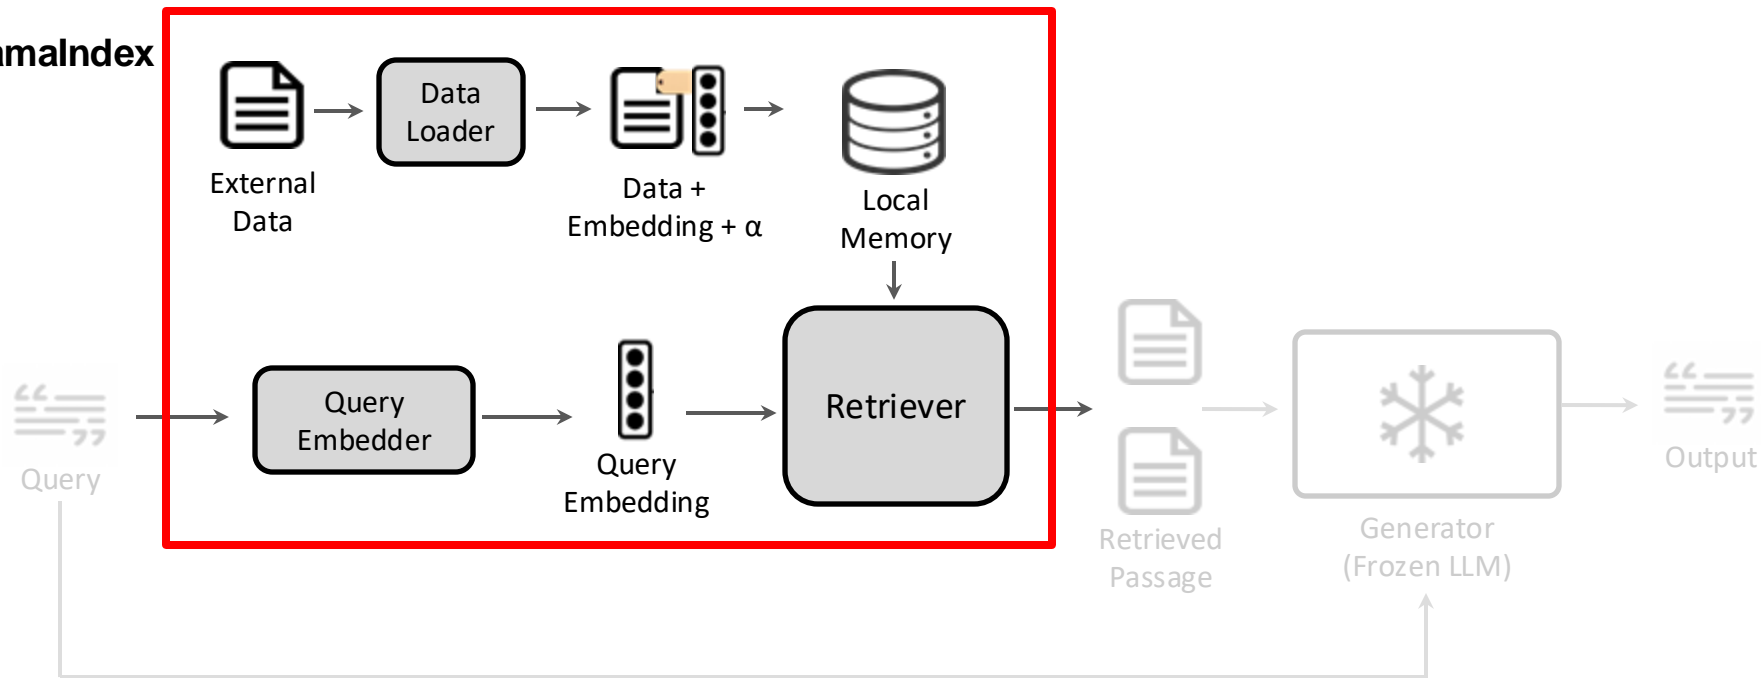 amaIndex
Data
Loader
External
Data
Data +
Embedding + α
Local
Memory
Query
Embedder
Query
Embedding
Retriever
Query
Retrieved
Passage
Generator
(Frozen LLM)
Output